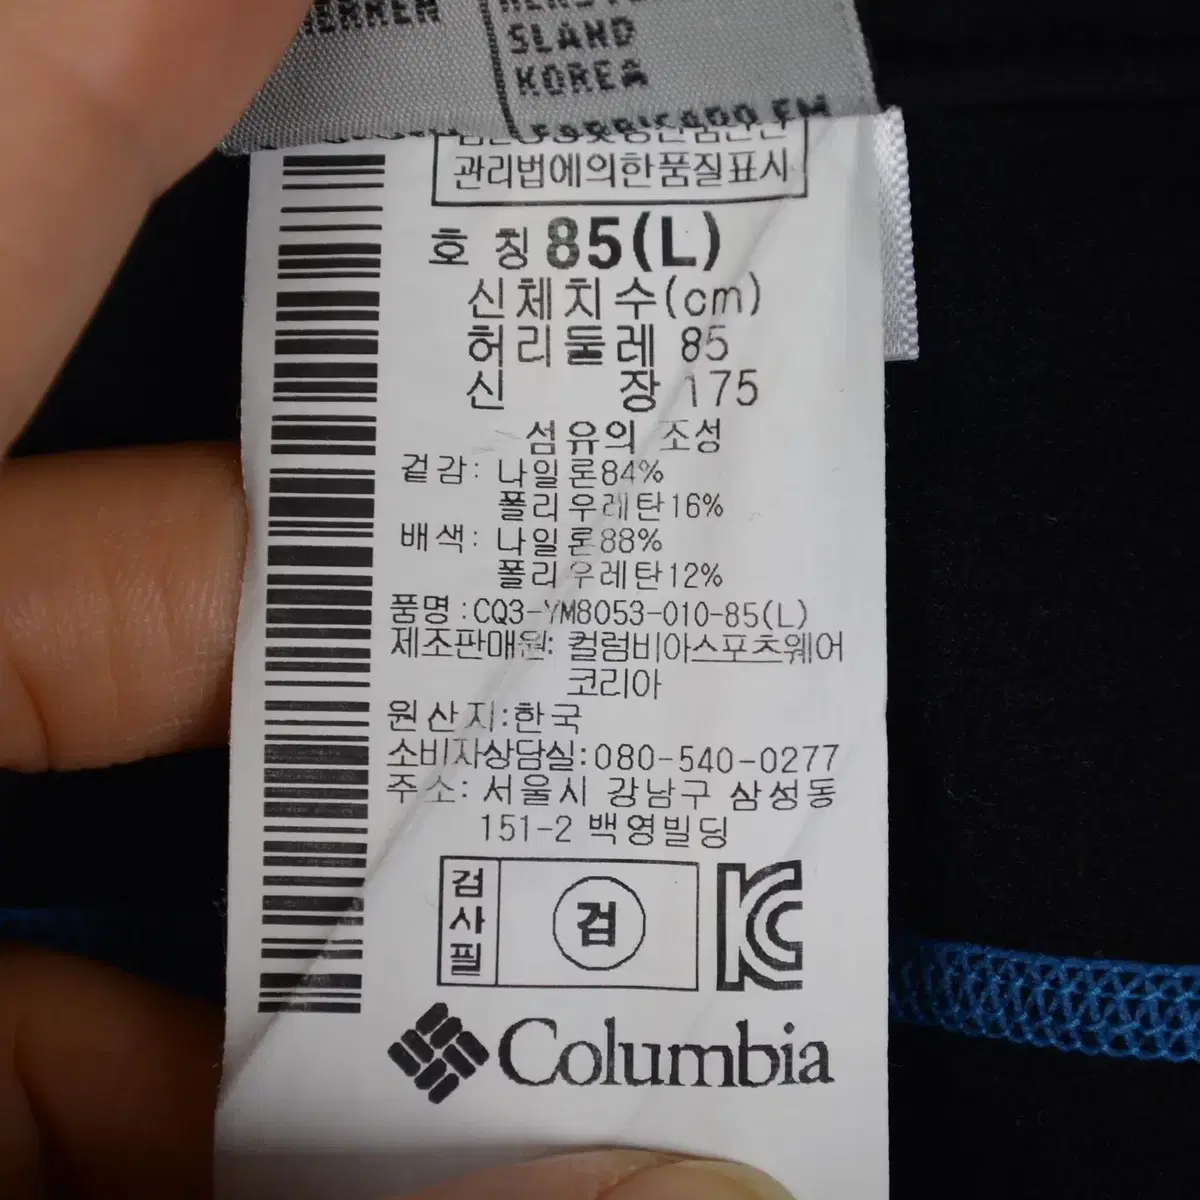 HERREN
SLAND
KOREA
FABRICADO EM
관리법에의한품질표시
호 칭 85(L)
신체치수(cm)
허리둘레 85
신 장 175
섬유의 조성
겉감: 나일론84%
폴리우레탄16%
배색: 나일론88%
폴리우레탄12%
품명:CQ3-YM8053-010-85(L)
제조판매원: 컬럼비아스포츠웨어
코리아
원산지:한국
소비자상담실:080-540-0277
주소: 서울시 강남구 삼성동
151-2 백영빌딩
검사필
검
KC
Columbia